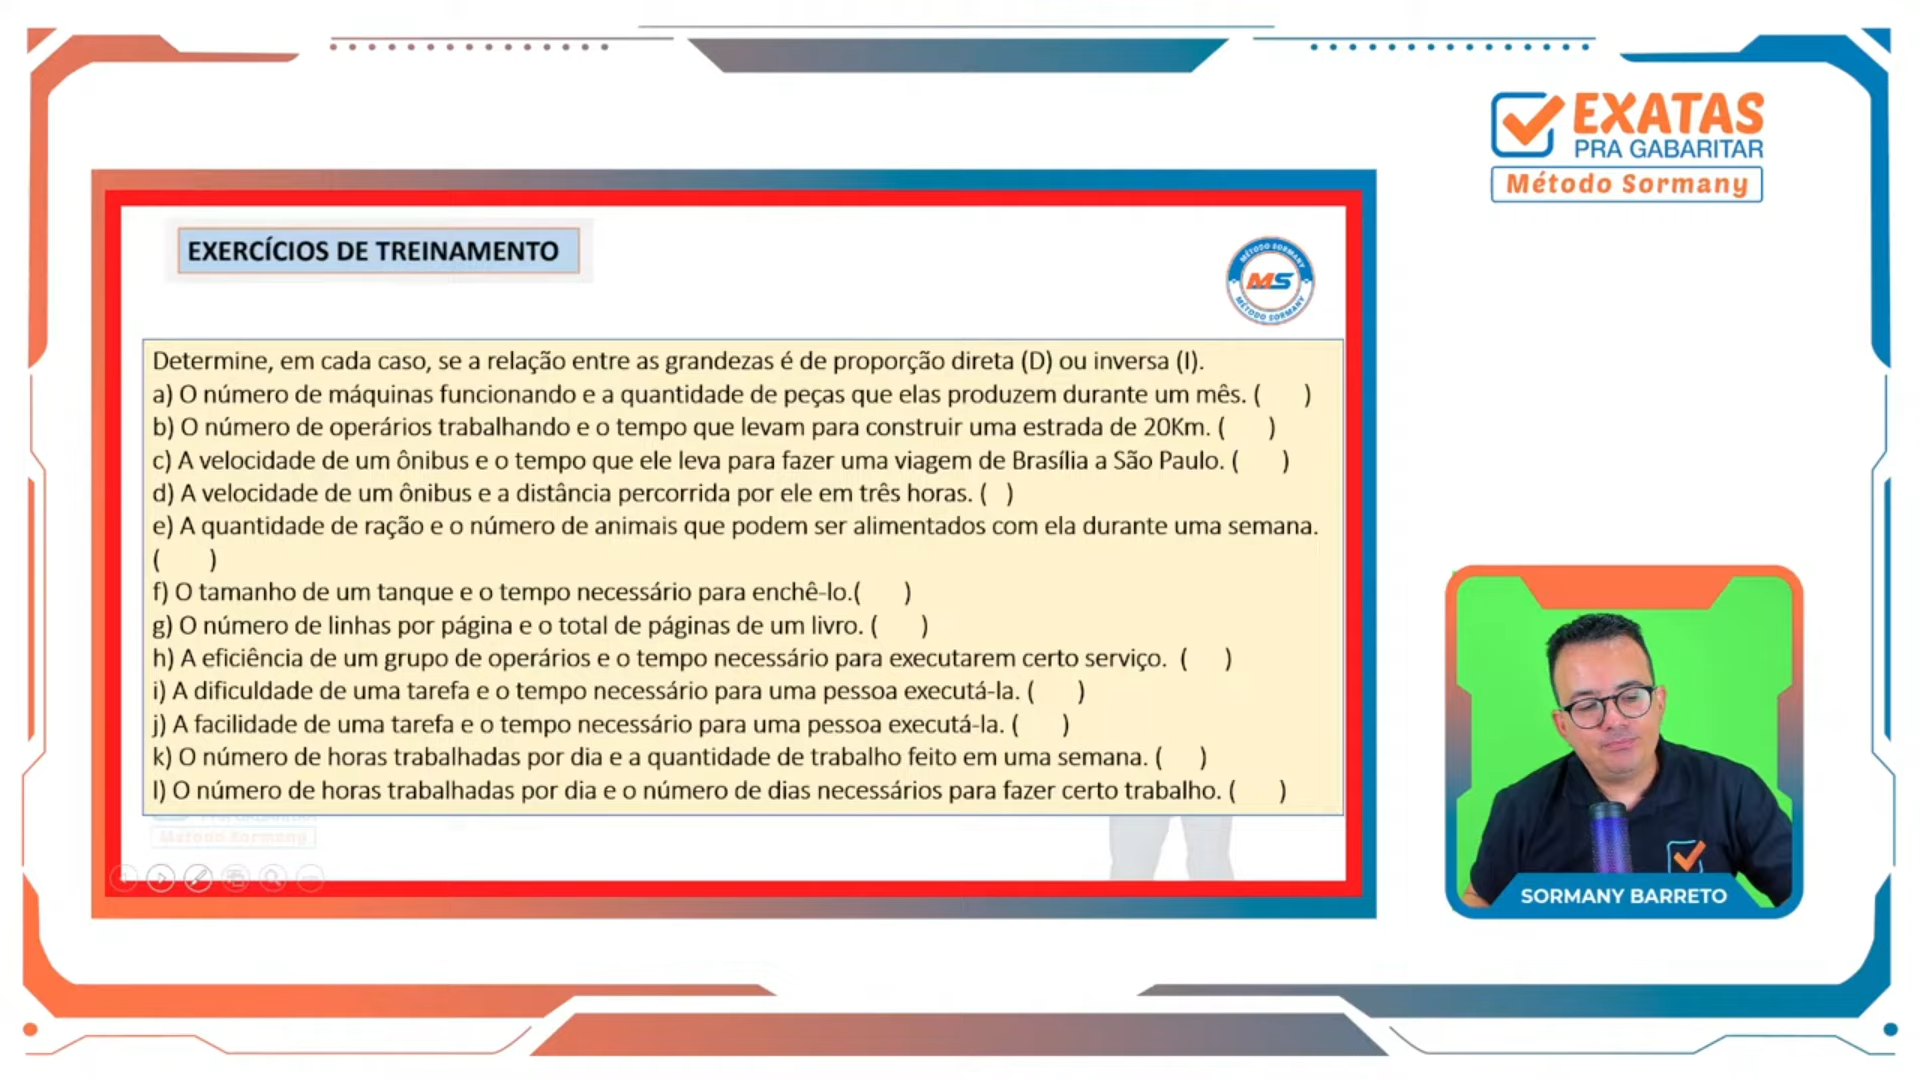 EXATAS
PRA GABARITAR
Método Sormany
EXERCÍCIOS DE TREINAMENTO
MÉTODO SORMANY
MS
MÉTODO SORMANY
Determine, em cada caso, se a relação entre as grandezas é de proporção direta (D) ou inversa (I).
a) O número de máquinas funcionando e a quantidade de peças que elas produzem durante um mês. (      )
b) O número de operários trabalhando e o tempo que levam para construir uma estrada de 20Km. (      )
c) A velocidade de um ônibus e o tempo que ele leva para fazer uma viagem de Brasília a São Paulo. (      )
d) A velocidade de um ônibus e a distância percorrida por ele em três horas. (  )
e) A quantidade de ração e o número de animais que podem ser alimentados com ela durante uma semana.
(      )
f) O tamanho de um tanque e o tempo necessário para enchê-lo.(      )
g) O número de linhas por página e o total de páginas de um livro. (      )
h) A eficiência de um grupo de operários e o tempo necessário para executarem certo serviço.  (     )
i) A dificuldade de uma tarefa e o tempo necessário para uma pessoa executá-la. (      )
j) A facilidade de uma tarefa e o tempo necessário para uma pessoa executá-la. (      )
k) O número de horas trabalhadas por dia e a quantidade de trabalho feito em uma semana. (     )
l) O número de horas trabalhadas por dia e o número de dias necessários para fazer certo trabalho. (      )
Método Sormany
SORMANY BARRETO